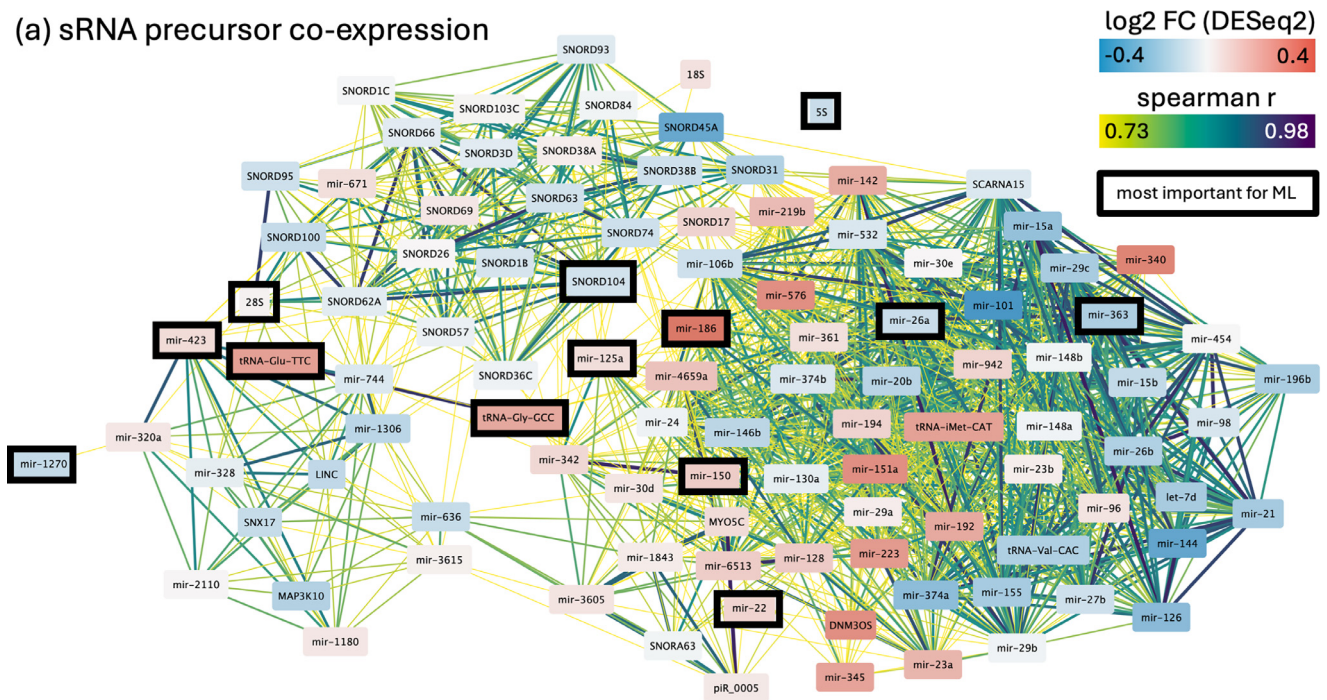 (a) sRNA precursor co-expression
log2 FC (DESeq2)
-0.4 0.4
spearman r
0.73 0.98
most important for ML
SNORD93
18S
SNORD1C
SNORD103C
SNORD84
5S
SNORD66
SNORD45A
SNORD3D
SNORD38A
SNORD95
mir-671
SNORD38B
SNORD31
mir-142
SCARNA15
SNORD69
SNORD63
SNORD17
mir-219b
mir-15a
SNORD100
SNORD26
SNORD1B
SNORD74
mir-106b
mir-532
mir-30e
mir-29c
mir-340
28S
SNORD62A
SNORD104
mir-576
mir-26a
mir-101
mir-363
mir-423
SNORD57
mir-186
mir-361
mir-454
tRNA-Glu-TTC
mir-744
SNORD36C
mir-125a
mir-4659a
mir-374b
mir-20b
mir-942
mir-148b
mir-15b
mir-196b
tRNA-Gly-GCC
mir-320a
mir-1306
mir-24
mir-146b
mir-194
tRNA-iMet-CAT
mir-148a
mir-98
mir-1270
mir-328
LINC
mir-342
mir-30d
mir-150
mir-130a
mir-151a
mir-23b
mir-26b
SNX17
mir-636
MYO5C
mir-29a
mir-192
mir-96
let-7d
mir-21
mir-2110
MAP3K10
mir-3615
mir-1843
mir-6513
mir-128
mir-223
tRNA-Val-CAC
mir-144
mir-1180
mir-3605
mir-22
DNM3OS
mir-374a
mir-155
mir-27b
mir-126
SNORA63
piR_0005
mir-345
mir-23a
mir-29b